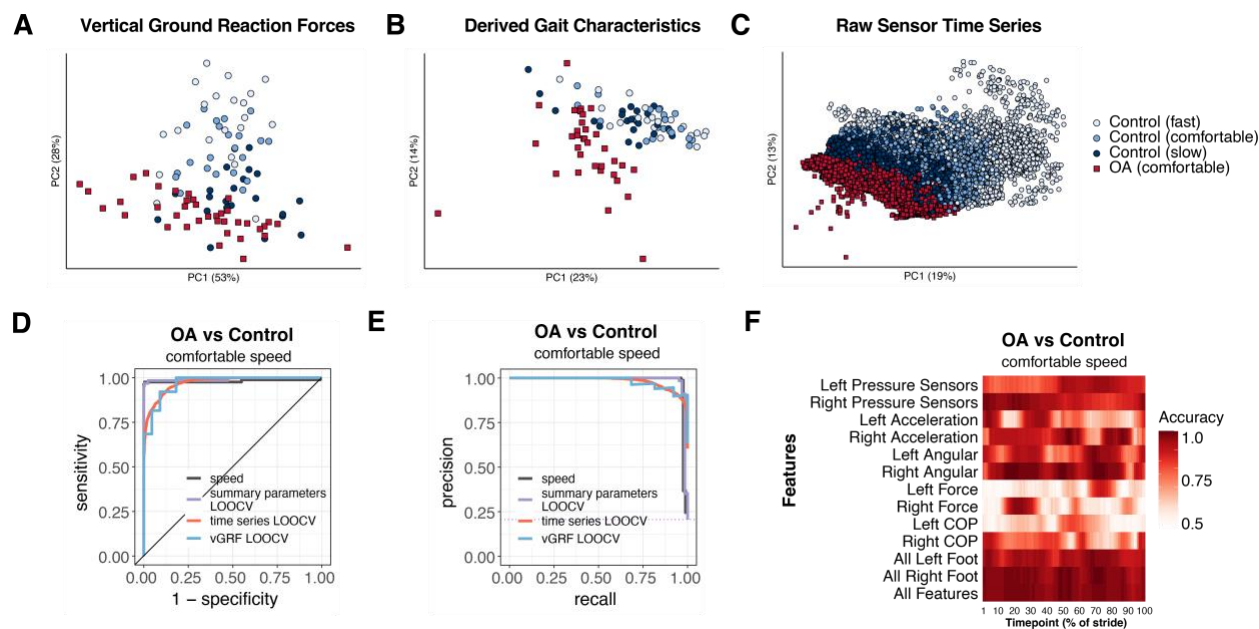 A
Vertical Ground Reaction Forces
PC2 (28%)
PC1 (53%)
B
Derived Gait Characteristics
PC2 (14%)
PC1 (23%)
C
Raw Sensor Time Series
PC2 (13%)
PC1 (19%)
Control (fast)
Control (comfortable)
Control (slow)
OA (comfortable)
D
OA vs Control
comfortable speed
sensitivity
1.00
0.75
0.50
0.25
0.00
speed
summary parameters
LOOCV
time series LOOCV
vGRF LOOCV
0.00 0.25 0.50 0.75 1.00
1 − specificity
E
OA vs Control
comfortable speed
precision
1.00
0.75
0.50
0.25
0.00
speed
summary parameters
LOOCV
time series LOOCV
vGRF LOOCV
0.00 0.25 0.50 0.75 1.00
recall
F
OA vs Control
comfortable speed
Features
Left Pressure Sensors
Right Pressure Sensors
Left Acceleration
Right Acceleration
Left Angular
Right Angular
Left Force
Right Force
Left COP
Right COP
All Left Foot
All Right Foot
All Features
1 10 20 30 40 50 60 70 80 90 100
Timepoint (% of stride)
Accuracy
1.0
0.75
0.5